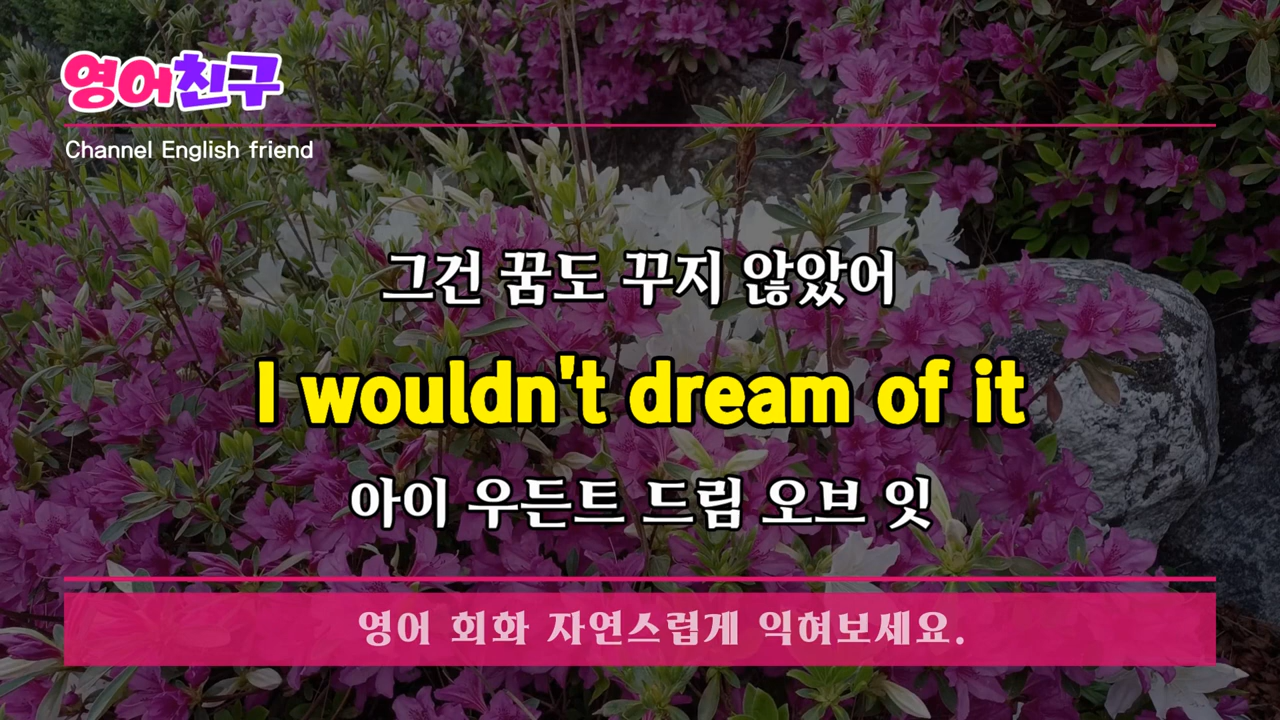 영어친구
Channel English friend
그건 꿈도 꾸지 않았어
I wouldn't dream of it
아이 우든트 드림 오브 잇
영어 회화 자연스럽게 익혀보세요.